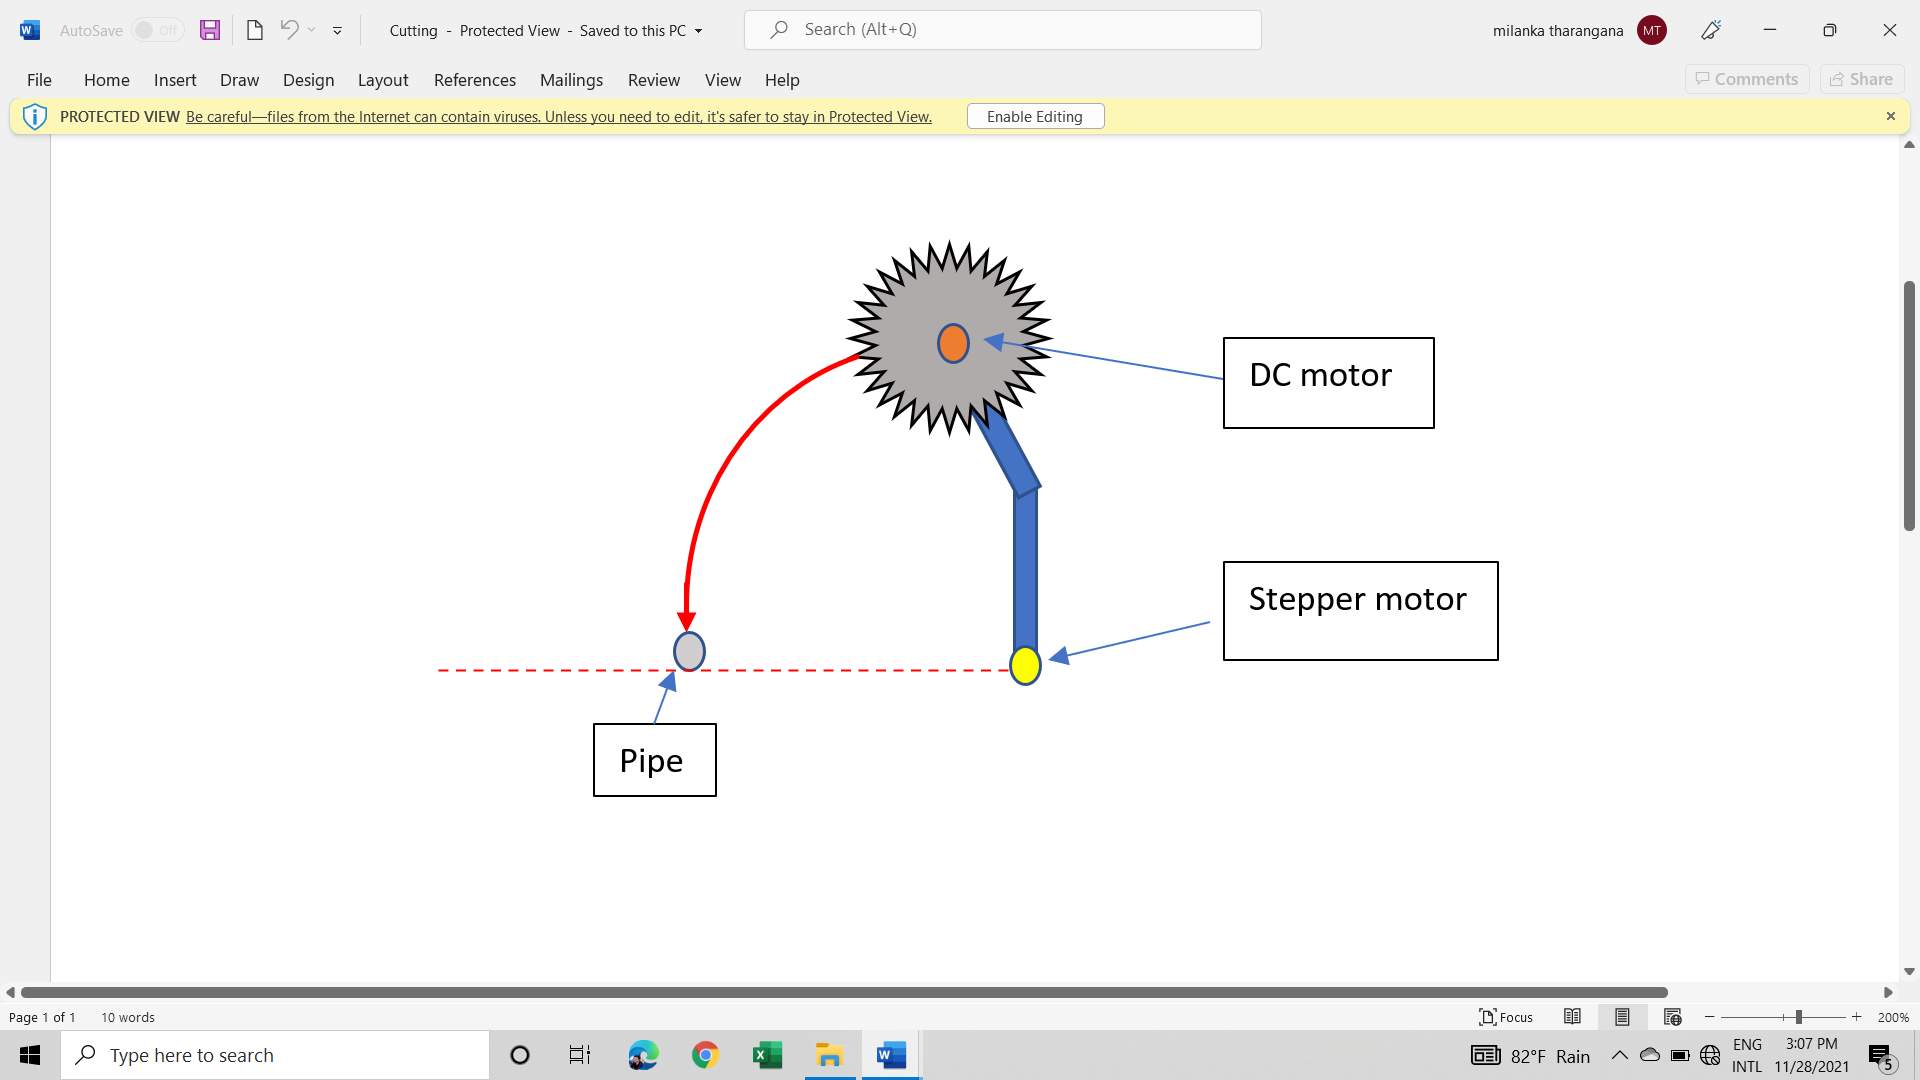 AutoSave Off Cutting - Protected View - Saved to this PC Search (Alt+Q) milanka tharangana MT
File Home Insert Draw Design Layout References Mailings Review View Help Comments Share
PROTECTED VIEW Be careful—files from the Internet can contain viruses. Unless you need to edit, it's safer to stay in Protected View. Enable Editing
DC motor
Stepper motor
Pipe
Page 1 of 1 10 words Focus 200%
Type here to search 82°F Rain ENG 3:07 PM
INTL 11/28/2021 5